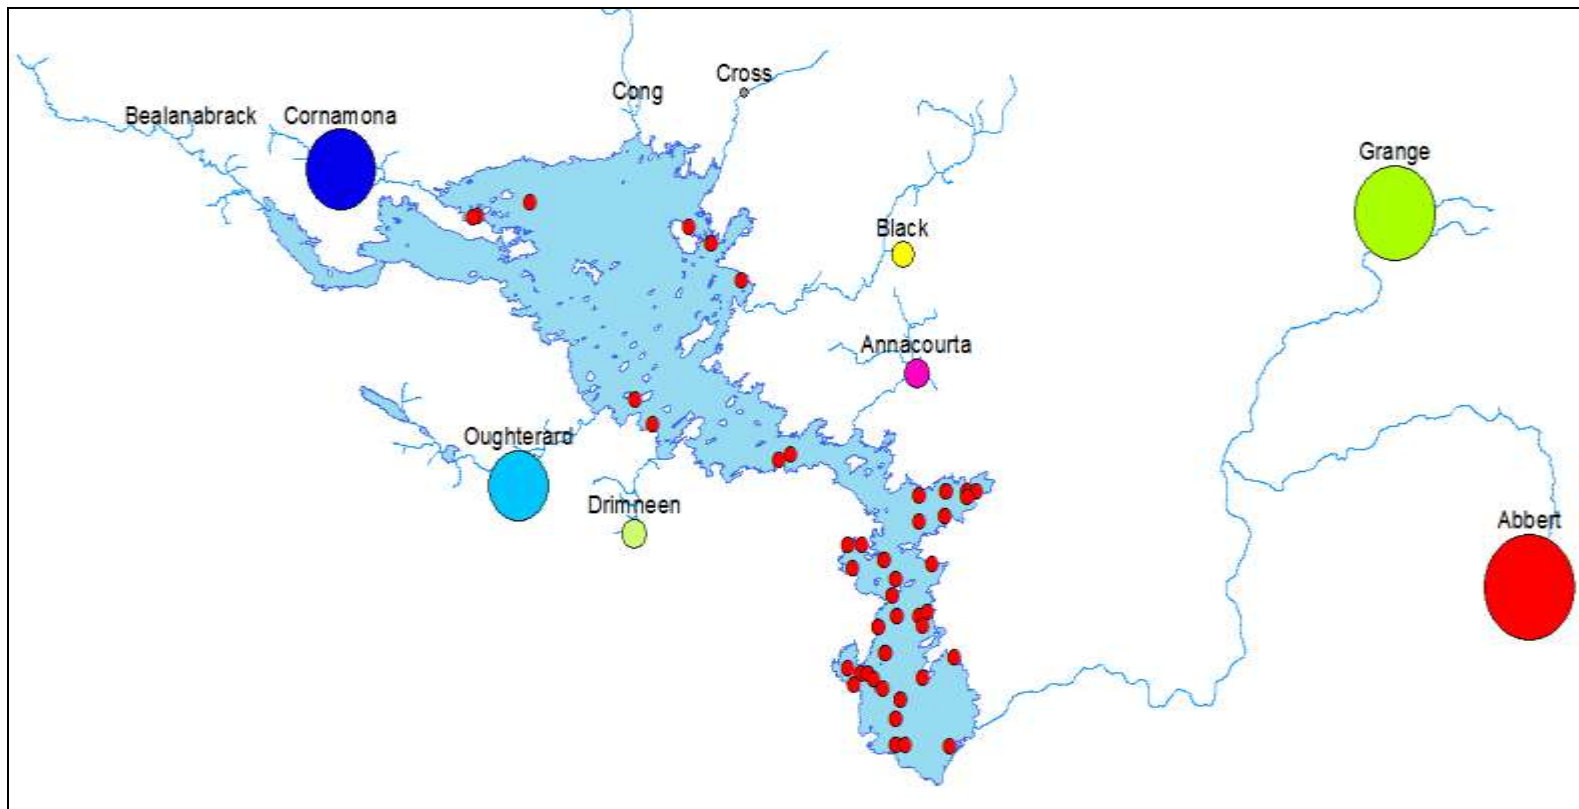 Cross
Cong
Bealanabrack
Cornamona
Grange
Black
Annacourta
Oughterard
Drimneen
Abbert